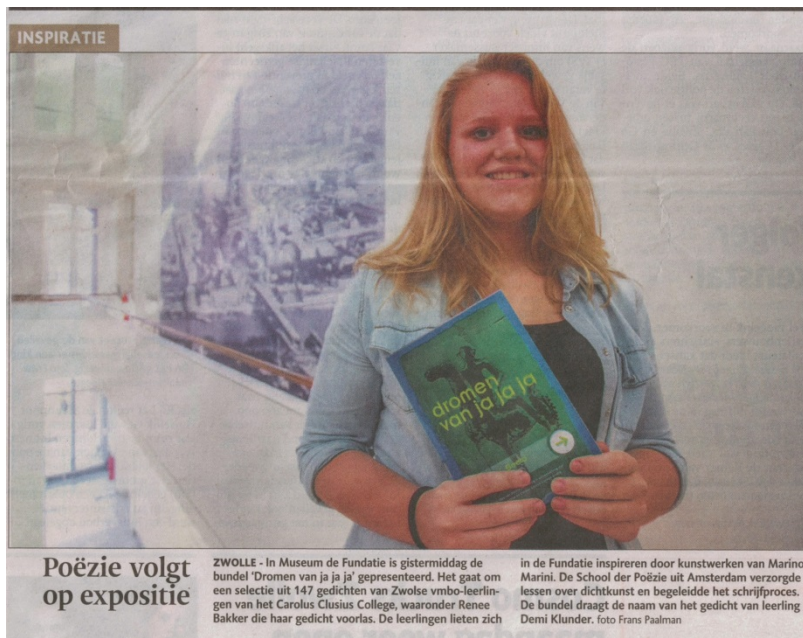 INSPIRATIE
dromen
van ja ja ja
Poëzie volgt
op expositie
ZWOLLE - In Museum de Fundatie is gistermiddag de
bundel 'Dromen van ja ja ja' gepresenteerd. Het gaat om
een selectie uit 147 gedichten van Zwolse vmbo-leerlin-
gen van het Carolus Clusius College, waaronder Renee
Bakker die haar gedicht voorlas. De leerlingen lieten zich
in de Fundatie inspireren door kunstwerken van Marino
Marini. De School der Poëzie uit Amsterdam verzorgde
lessen over dichtkunst en begeleidde het schrijfproces.
De bundel draagt de naam van het gedicht van leerling
Demi Klunder. foto Frans Paalman